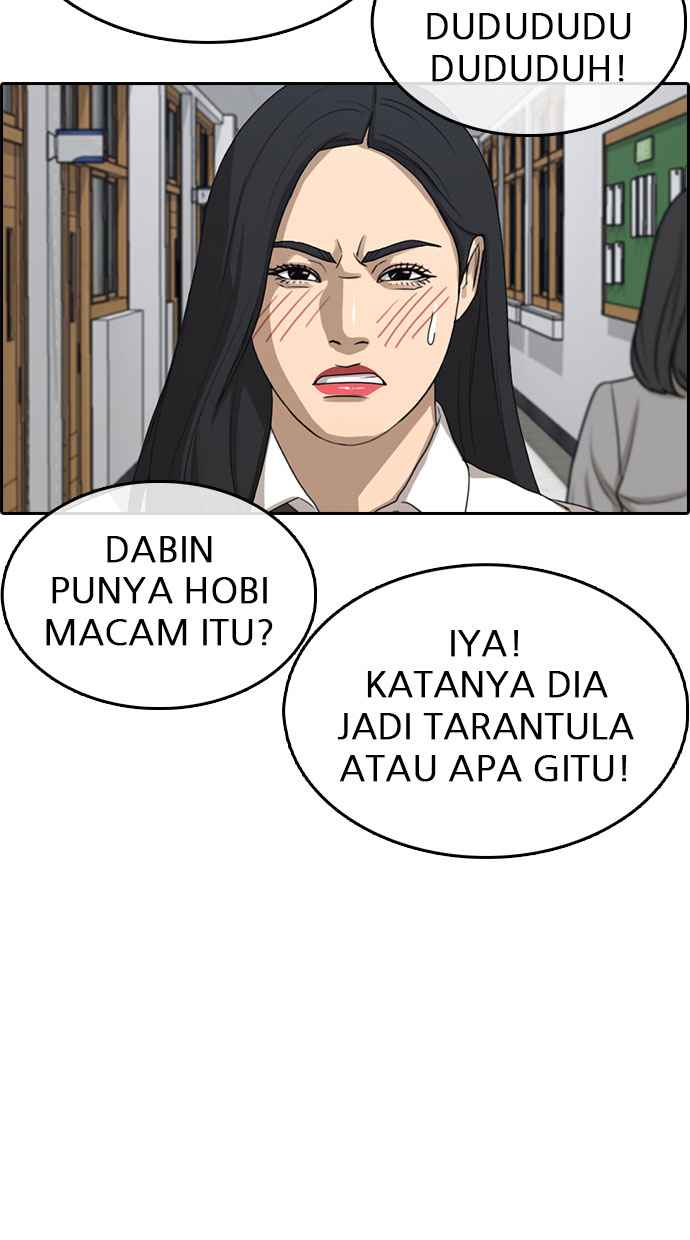 DUDUDUDU
DUDUDUH!
DABIN
PUNYA HOBI
MACAM ITU?
IYA!
KATANYA DIA
JADI TARANTULA
ATAU APA GITU!